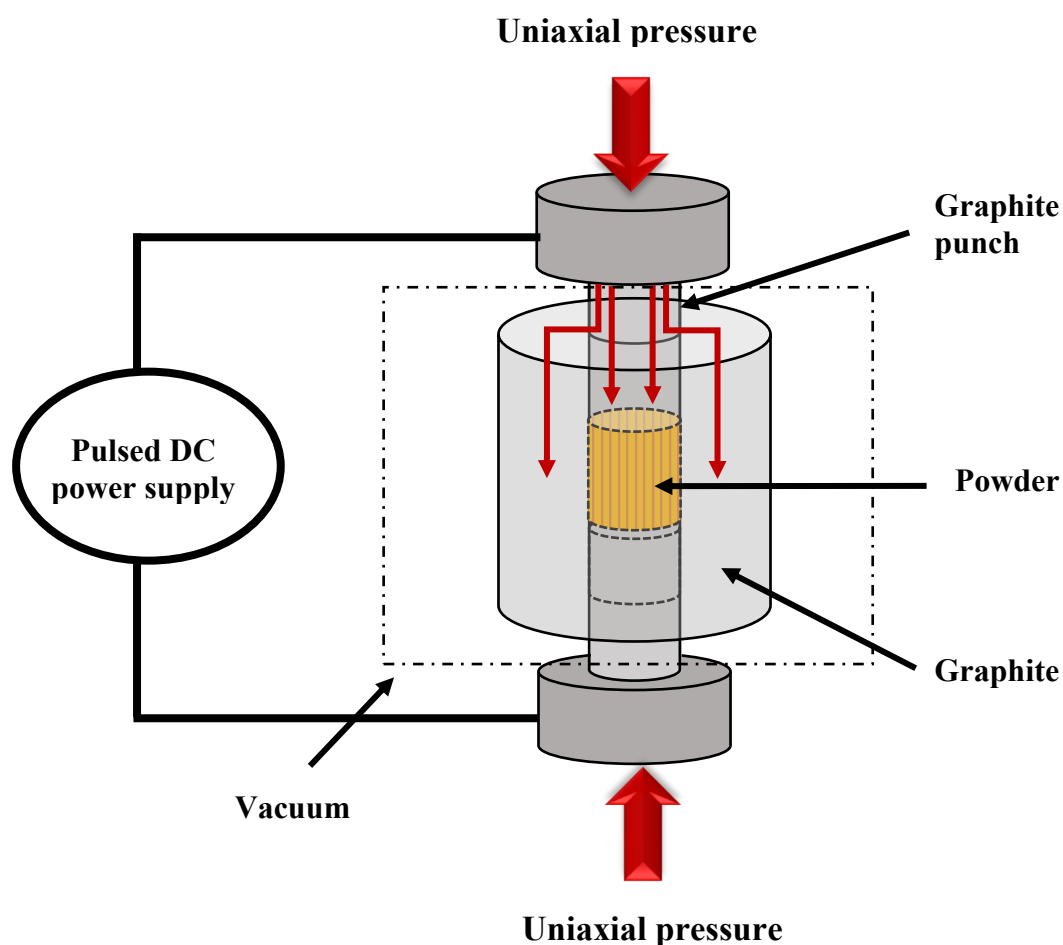 Uniaxial pressure
Graphite
punch
Pulsed DC
power supply
Powder
Graphite
Vacuum
Uniaxial pressure